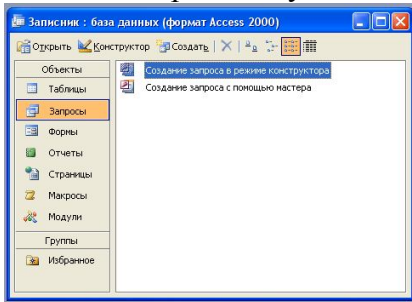 Записник : база данных (формат Access 2000)
Открыть Конструктор Создать
Объекты
Таблицы
Запросы
Формы
Отчеты
Страницы
Макросы
Модули
Группы
Избранное
Создание запроса в режиме конструктора
Создание запроса с помощью мастера